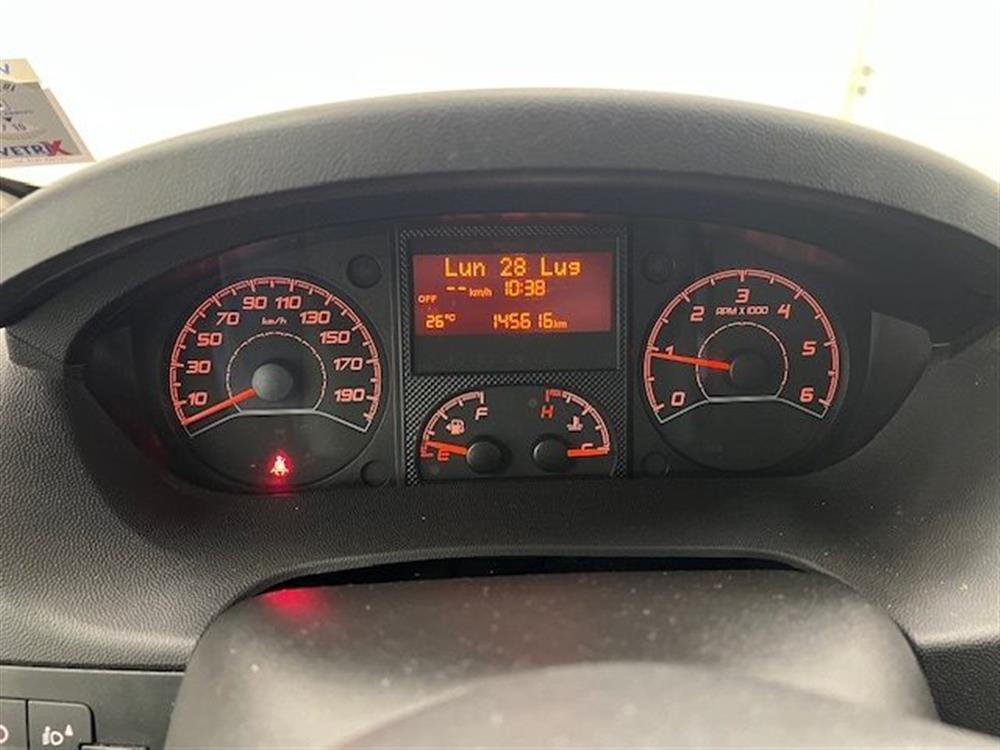 VETRIX
Lun 28 Lug
-- km/h 10:38
OFF
26°C 145616 km
10 30 50 70 90 110 130 150 170 190
km/h
F
E
H
C
0 1 2 3 4 5 6
RPM X 1000